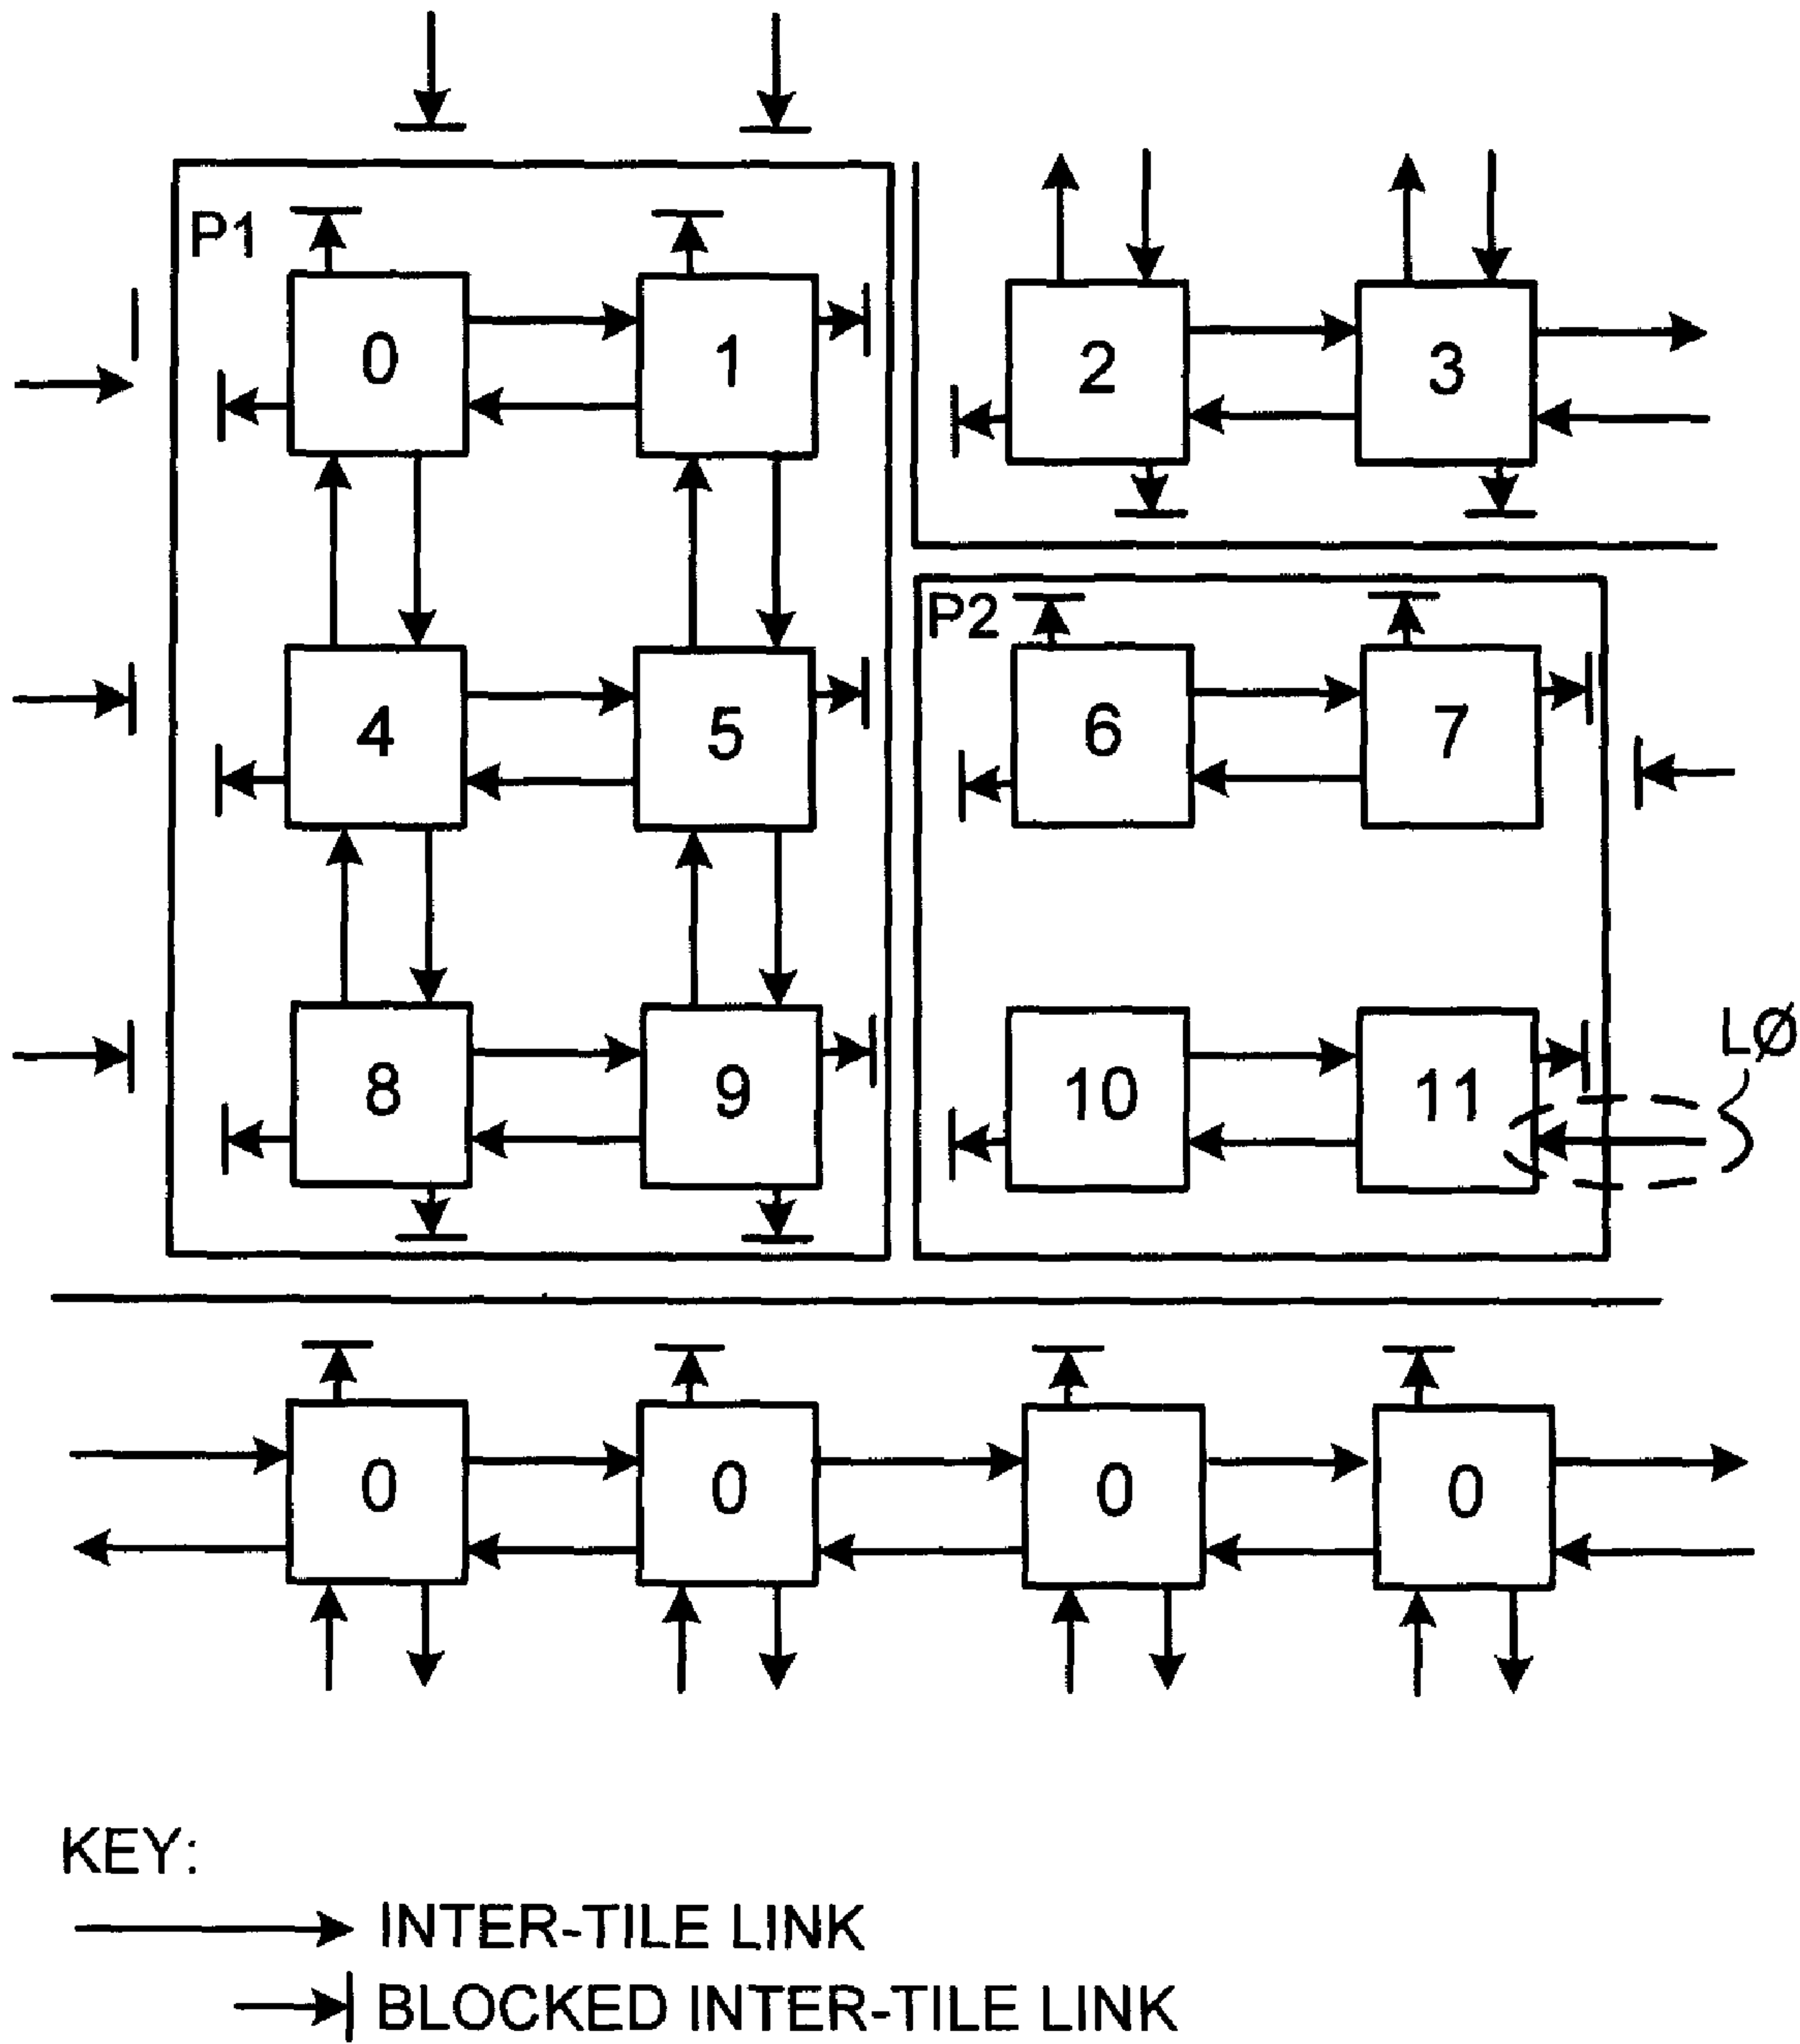 P1
0
1
2
3
P2
4
5
6
7
8
9
10
11
LØ
0
0
0
0
KEY:
INTER-TILE LINK
BLOCKED INTER-TILE LINK